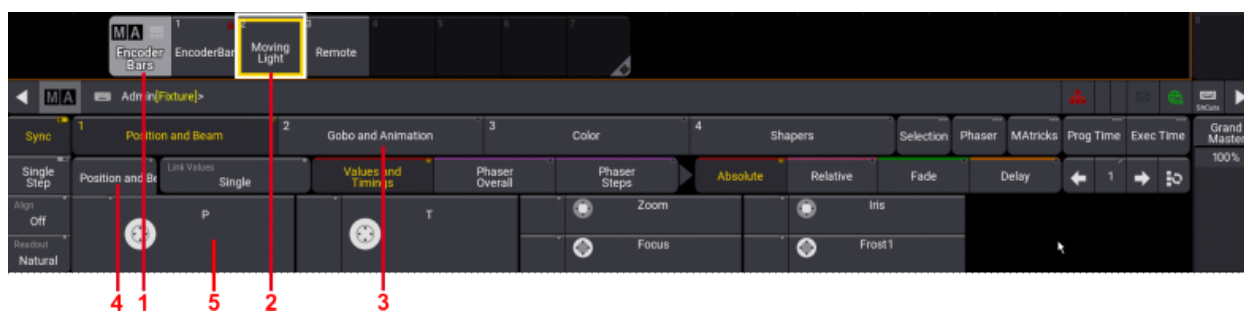 MA
Encoder
Bars
1
EncoderBar
2
Moving
Light
3
Remote
4
5
6
7
8
MA
Admin[Fixture]>
ShCuts
Sync
1
Position and Beam
2
Gobo and Animation
3
Color
4
Shapers
Selection
Phaser
MAtricks
Prog Time
Exec Time
Grand
Master
Single
Step
Position and Be
Link Values
Single
Values and
Timings
Phaser
Overall
Phaser
Steps
Absolute
Relative
Fade
Delay
1
100%
Align
Off
P
T
Zoom
Iris
Readout
Natural
Focus
Frost1
4
1
5
2
3